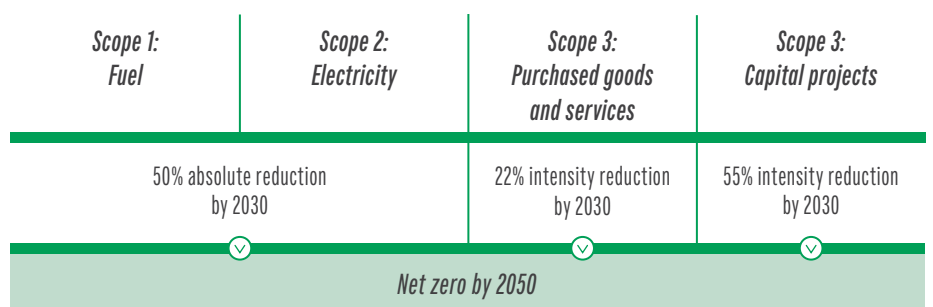 Scope 1:
Fuel
Scope 2:
Electricity
Scope 3:
Purchased goods
and services
Scope 3:
Capital projects
50% absolute reduction
by 2030
22% intensity reduction
by 2030
55% intensity reduction
by 2030
Net zero by 2050